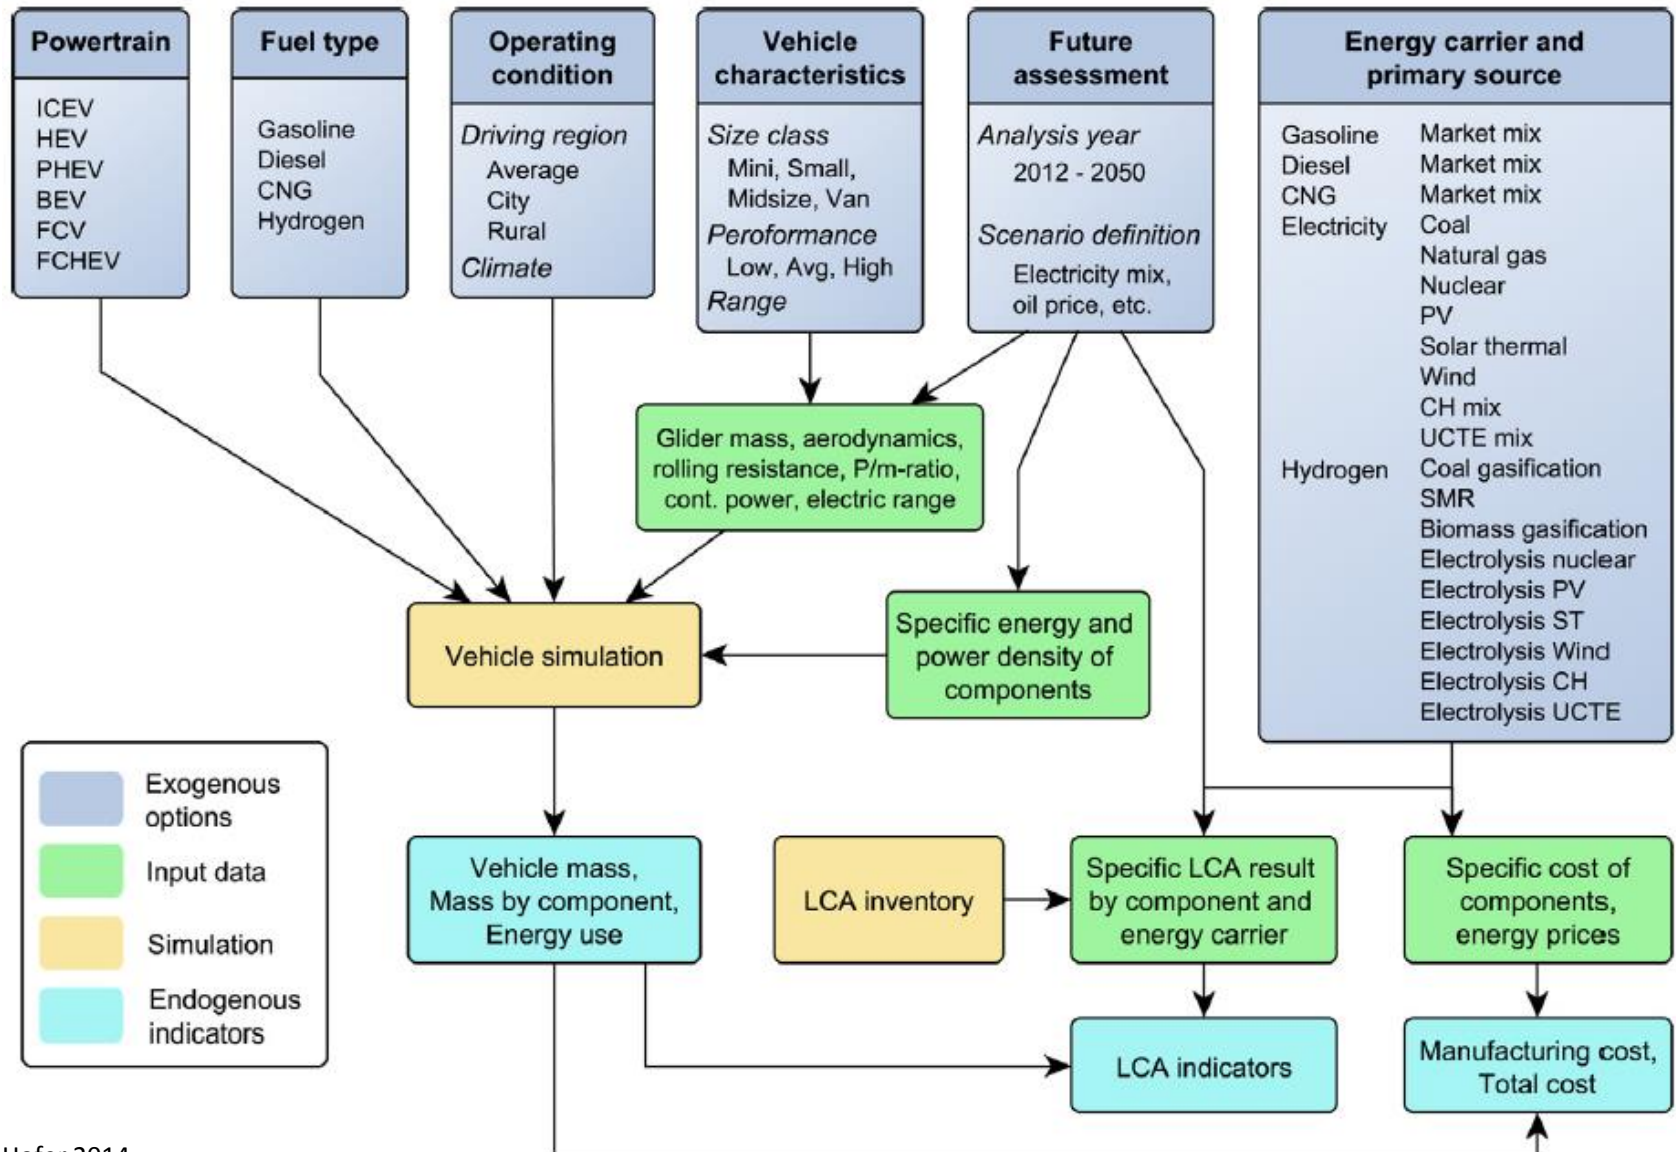 Powertrain
ICEV
HEV
PHEV
BEV
FCV
FCHEV
Fuel type
Gasoline
Diesel
CNG
Hydrogen
Operating
condition
Driving region
Average
City
Rural
Climate
Vehicle
characteristics
Size class
Mini, Small,
Midsize, Van
Peroformance
Low, Avg, High
Range
Future
assessment
Analysis year
2012 - 2050
Scenario definition
Electricity mix,
oil price, etc.
Energy carrier and
primary source
Gasoline Market mix
Diesel Market mix
CNG Market mix
Electricity Coal
Natural gas
Nuclear
PV
Solar thermal
Wind
CH mix
UCTE mix
Hydrogen Coal gasification
SMR
Biomass gasification
Electrolysis nuclear
Electrolysis PV
Electrolysis ST
Electrolysis Wind
Electrolysis CH
Electrolysis UCTE
Glider mass, aerodynamics,
rolling resistance, P/m-ratio,
cont. power, electric range
Vehicle simulation
Specific energy and
power density of
components
Exogenous
options
Input data
Simulation
Endogenous
indicators
Vehicle mass,
Mass by component,
Energy use
LCA inventory
Specific LCA result
by component and
energy carrier
Specific cost of
components,
energy prices
LCA indicators
Manufacturing cost,
Total cost
Hofer 2014